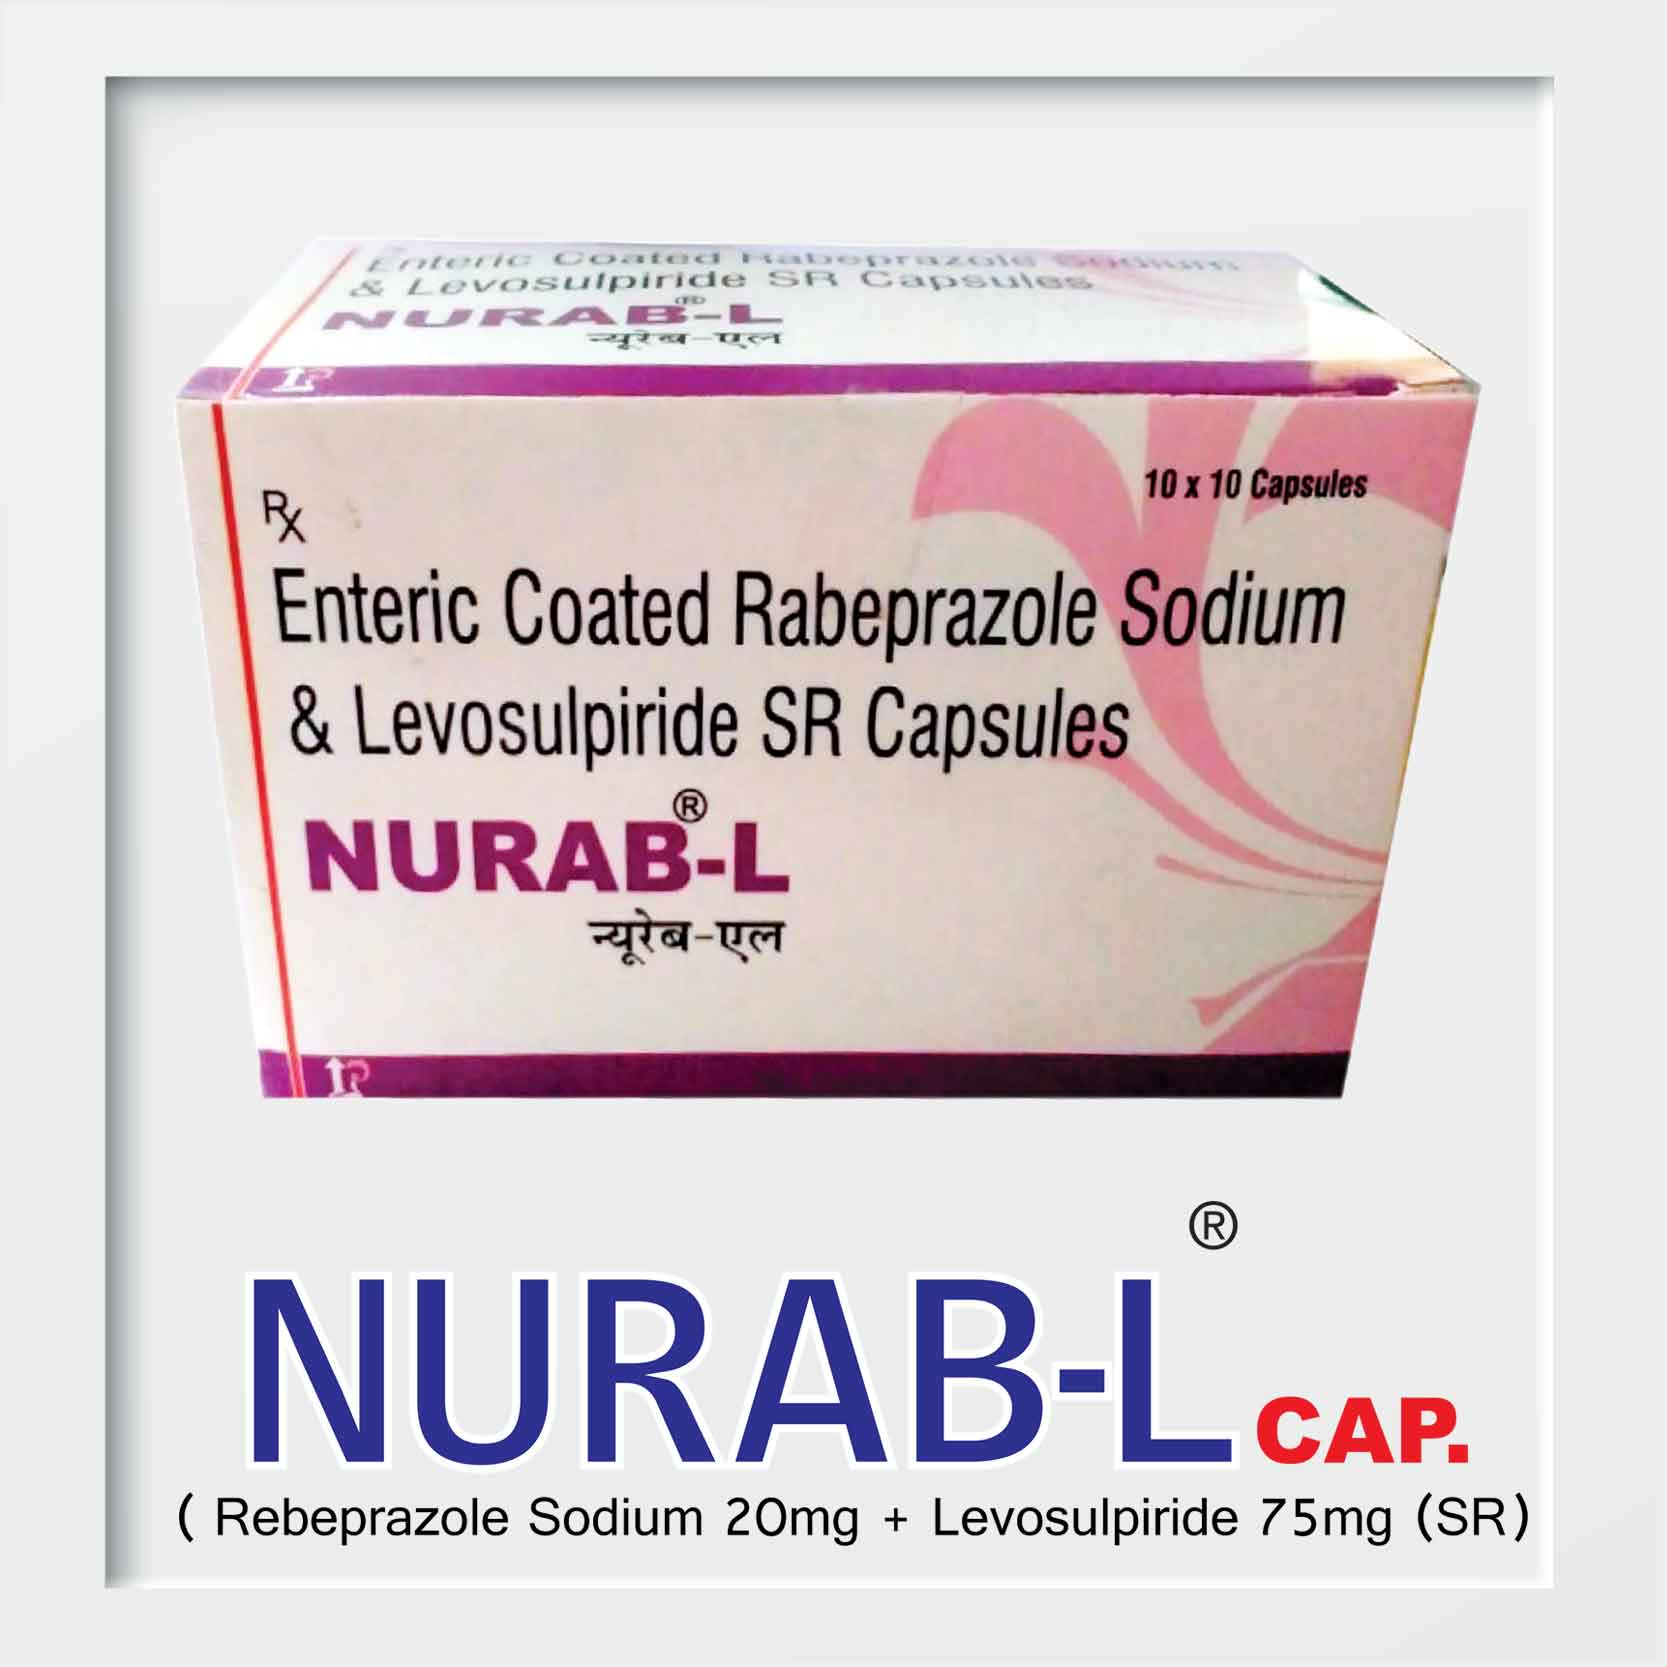 Enteric Coated Rabeprazole Sodium
& Levosulpiride SR Capsules
NURAB®-L
न्यूरेब-एल
10 x 10 Capsules
Rx
Enteric Coated Rabeprazole Sodium
& Levosulpiride SR Capsules
NURAB®-L
न्यूरेब-एल
NURAB-L® CAP.
( Rebeprazole Sodium 20mg + Levosulpiride 75mg (SR)